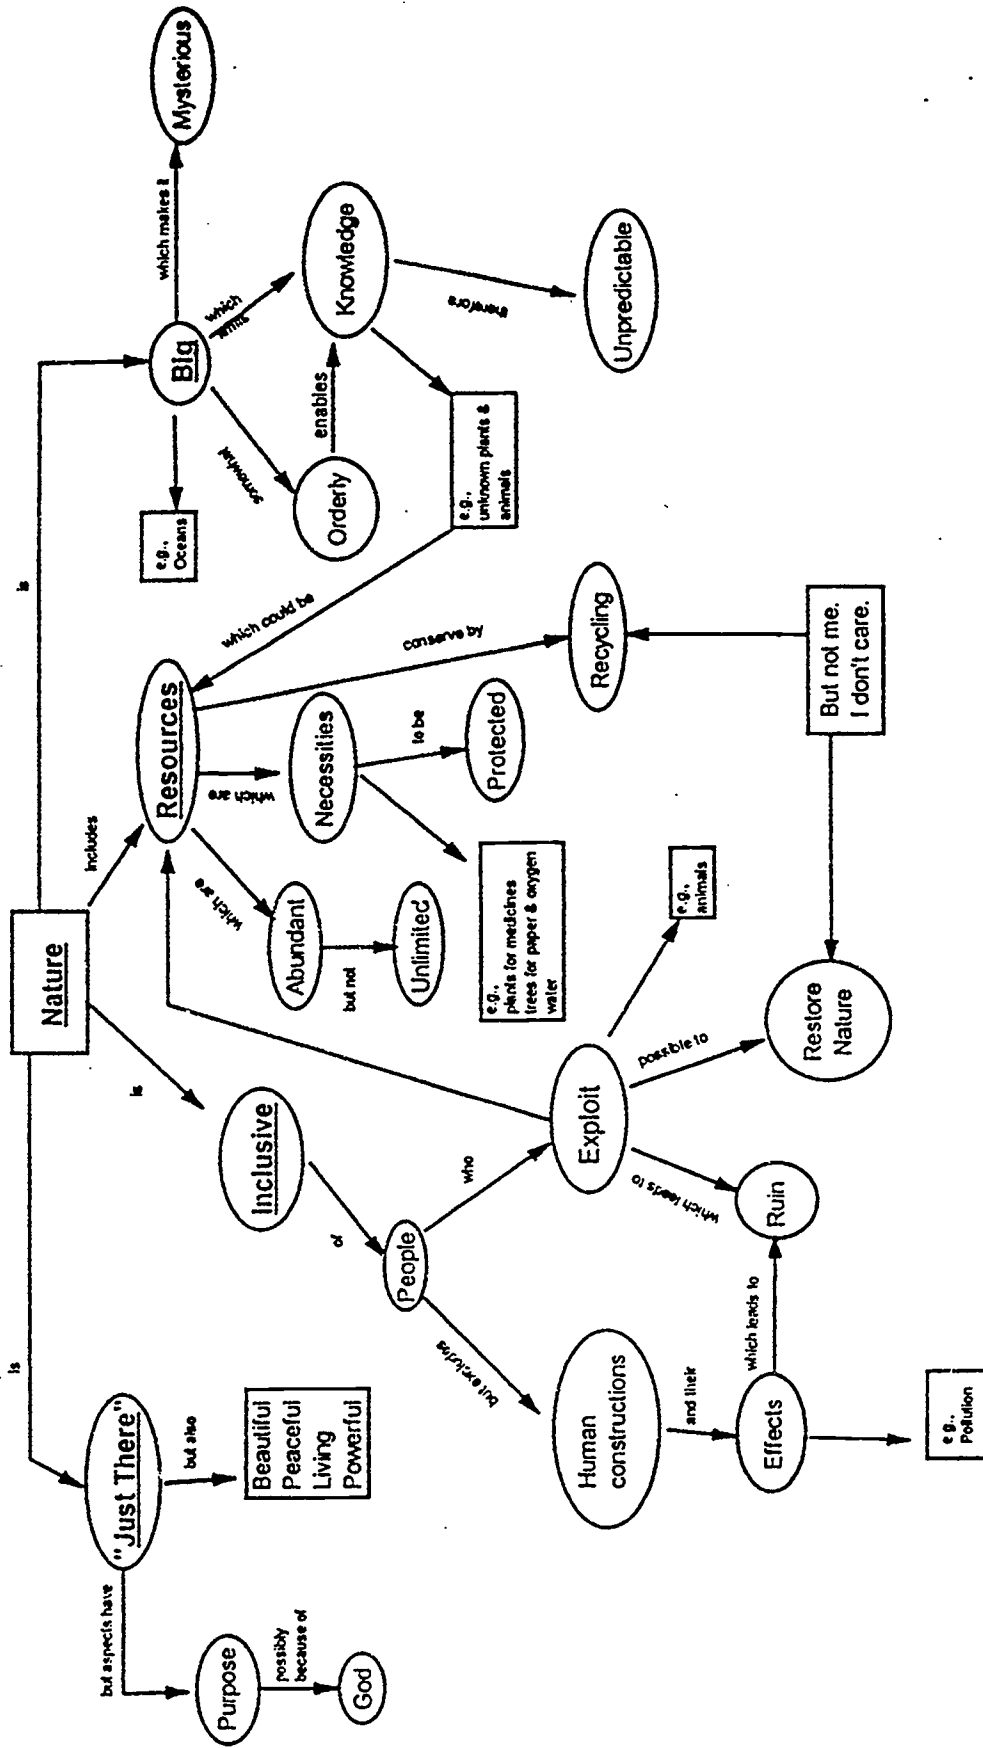 Nature
is
is
includes
is
"Just There"
but aspects have
but also
Purpose
possibly
because of
God
Beautiful
Peaceful
Living
Powerful
Inclusive
of
People
but excludes
who
Human
constructions
and their
Effects
which leads to
e g.,
Pollution
Exploit
which leads to
Ruin
possible to
Restore
Nature
e.g.,
animals
Resources
which are
Abundant
but not
Unlimited
which are
Necessities
to be
Protected
e.g.,
plants for medicines
trees for paper & oxygen
water
conserve by
Recycling
But not me.
I don't care.
which could be
Big
which makes it
Mysterious
e.g.,
Oceans
somewhat
Orderly
enables
which
limits
Knowledge
e.g.,
unknown plants &
animals
therefore
Unpredictable